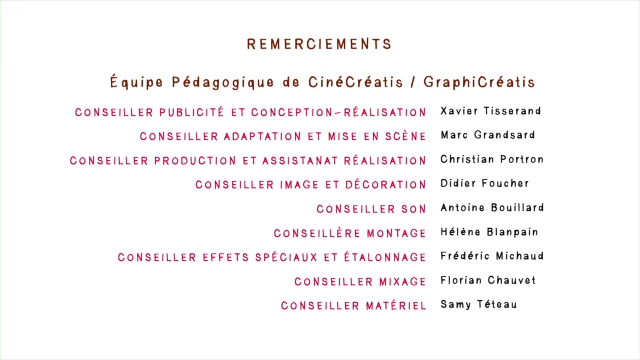 REMERCIEMENTS
Équipe Pédagogique de CinéCréatis / GraphiCréatis
CONSEILLER PUBLICITÉ ET CONCEPTION-RÉALISATION Xavier Tisserand
CONSEILLER ADAPTATION ET MISE EN SCÈNE Marc Grandsard
CONSEILLER PRODUCTION ET ASSISTANAT RÉALISATION Christian Portron
CONSEILLER IMAGE ET DÉCORATION Didier Foucher
CONSEILLER SON Antoine Bouillard
CONSEILLÈRE MONTAGE Hélène Blanpain
CONSEILLER EFFETS SPÉCIAUX ET ÉTALONNAGE Frédéric Michaud
CONSEILLER MIXAGE Florian Chauvet
CONSEILLER MATÉRIEL Samy Téteau